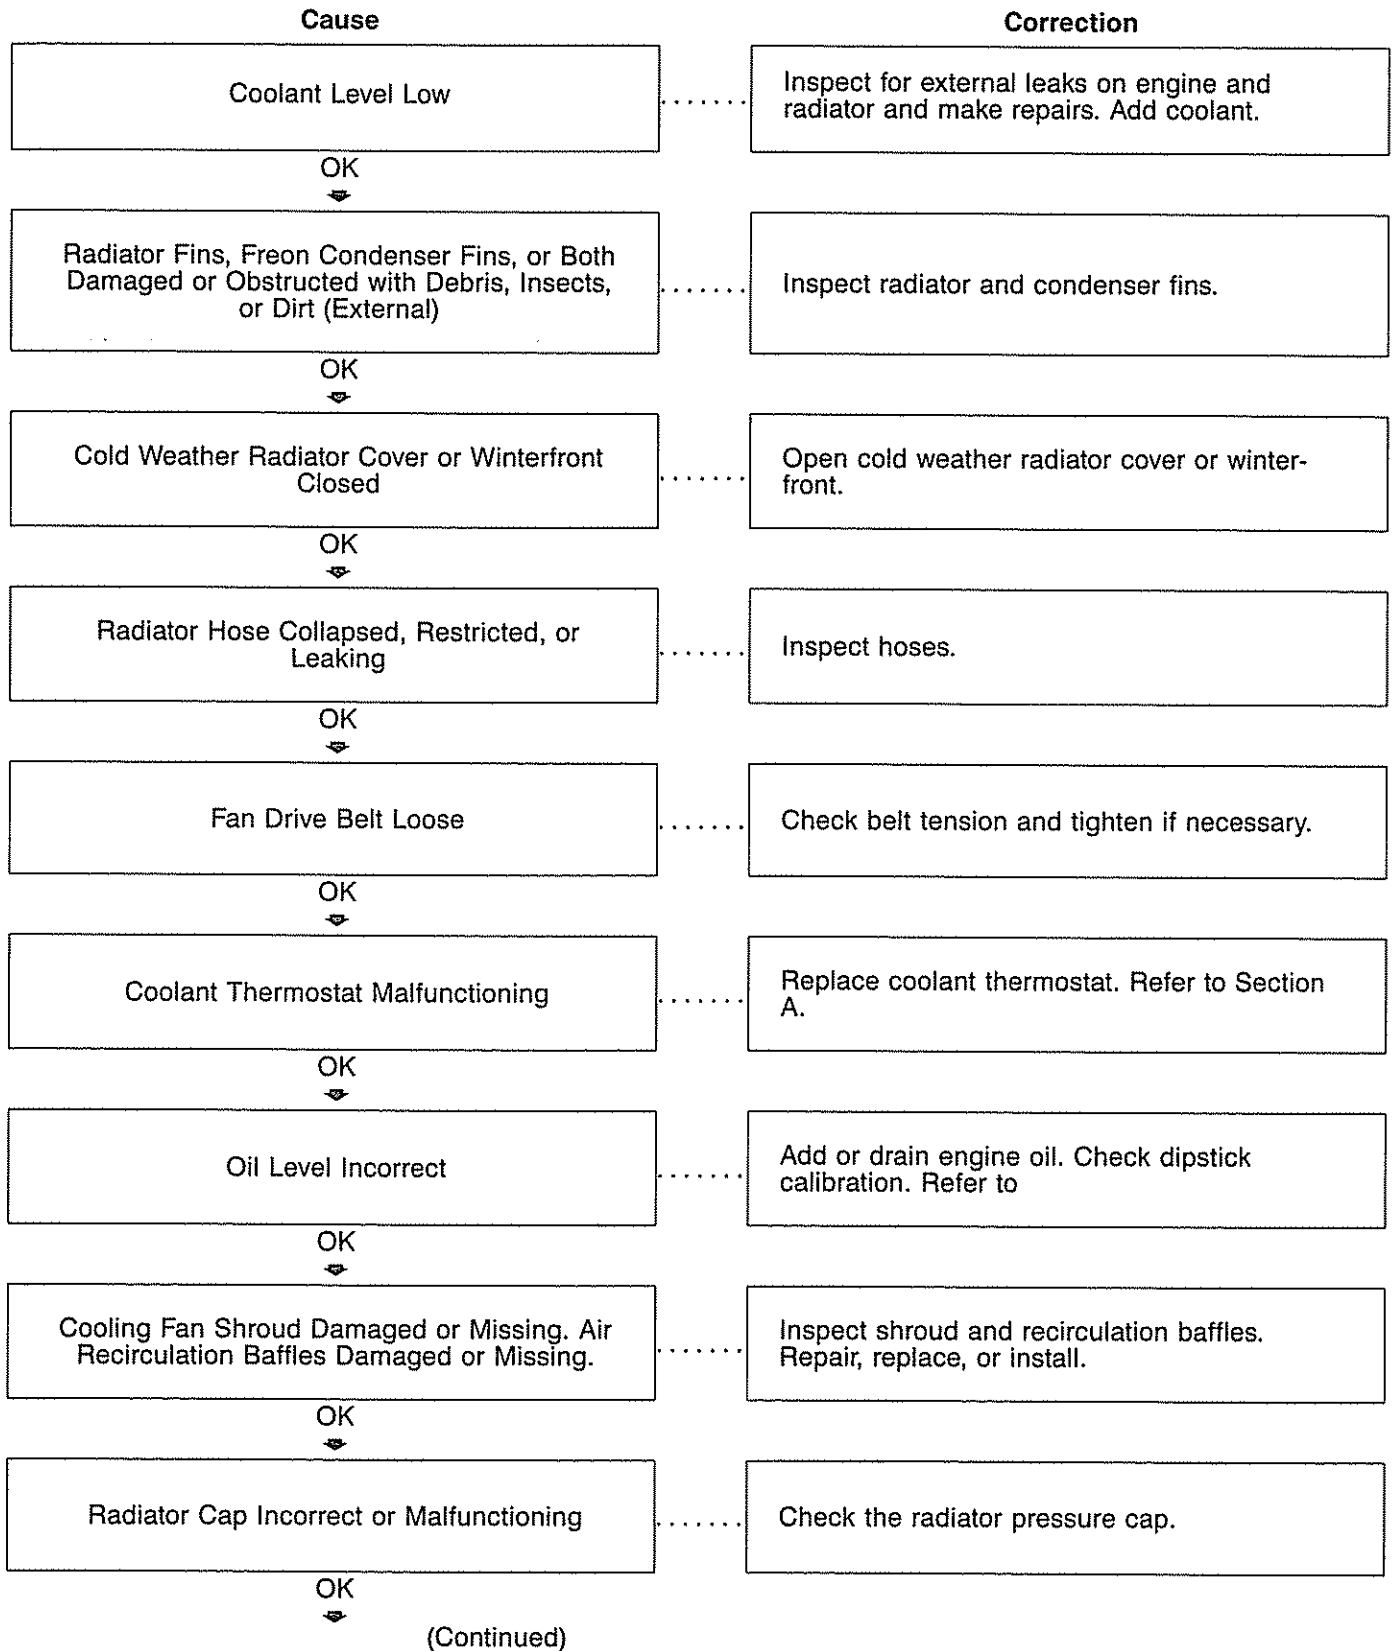 Cause
Correction
Coolant Level Low
Inspect for external leaks on engine and
radiator and make repairs. Add coolant.
OK
Radiator Fins, Freon Condenser Fins, or Both
Damaged or Obstructed with Debris, Insects,
or Dirt (External)
Inspect radiator and condenser fins.
OK
Cold Weather Radiator Cover or Winterfront
Closed
Open cold weather radiator cover or winter-
front.
OK
Radiator Hose Collapsed, Restricted, or
Leaking
Inspect hoses.
OK
Fan Drive Belt Loose
Check belt tension and tighten if necessary.
OK
Coolant Thermostat Malfunctioning
Replace coolant thermostat. Refer to Section
A.
OK
Oil Level Incorrect
Add or drain engine oil. Check dipstick
calibration. Refer to
OK
Cooling Fan Shroud Damaged or Missing. Air
Recirculation Baffles Damaged or Missing.
Inspect shroud and recirculation baffles.
Repair, replace, or install.
OK
Radiator Cap Incorrect or Malfunctioning
Check the radiator pressure cap.
OK
(Continued)